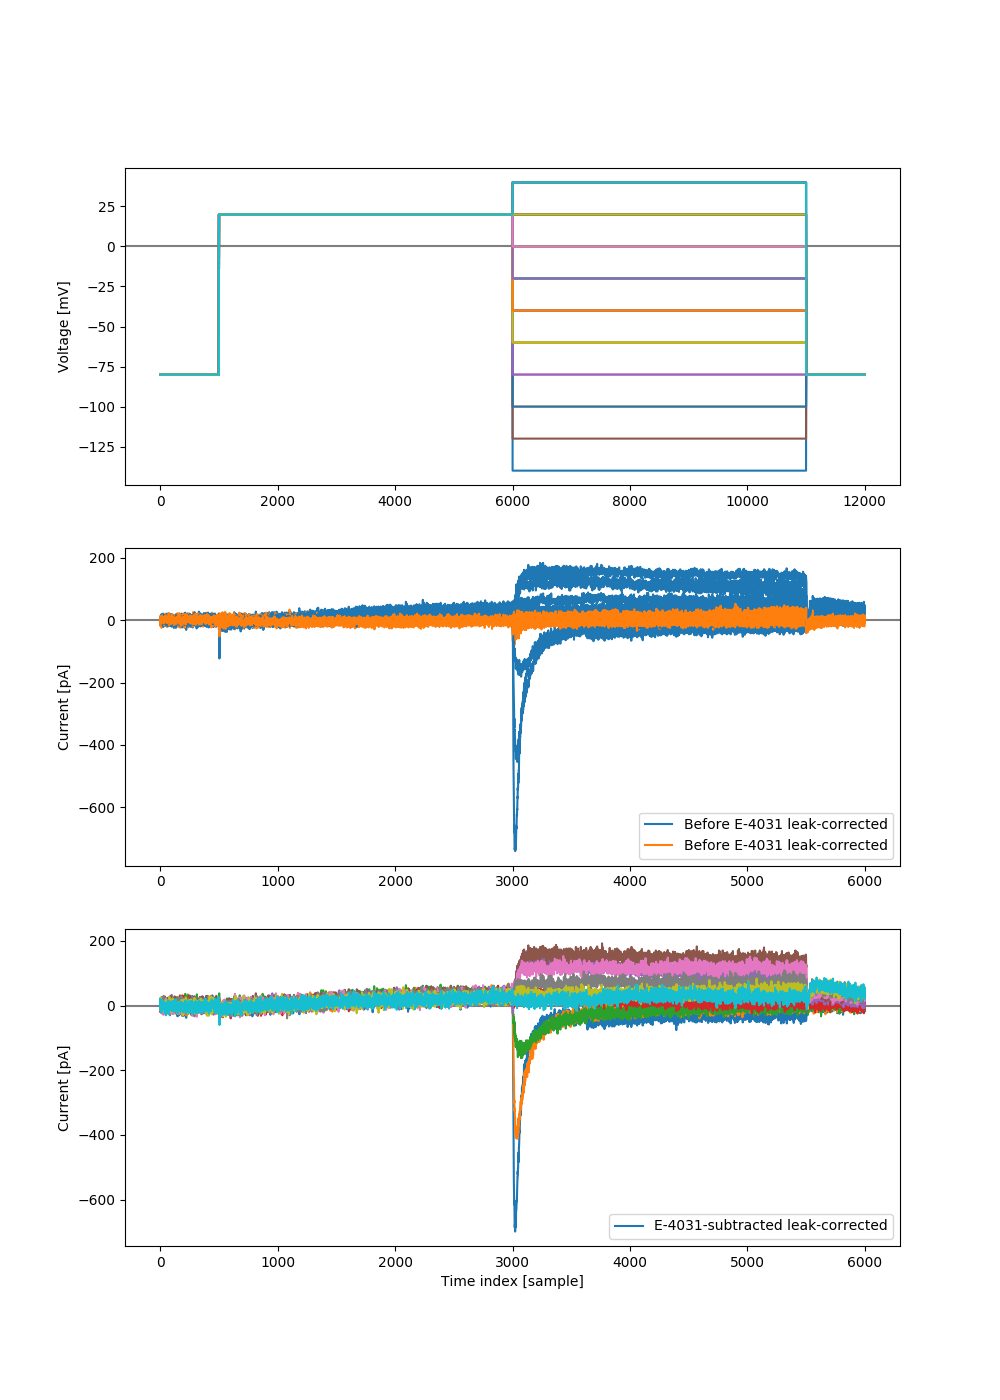 25
0
−25
−50
−75
−100
−125
Voltage [mV]
0 2000 4000 6000 8000 10000 12000
200
0
−200
−400
−600
Current [pA]
Before E-4031 leak-corrected
Before E-4031 leak-corrected
0 1000 2000 3000 4000 5000 6000
200
0
−200
−400
−600
Current [pA]
E-4031-subtracted leak-corrected
0 1000 2000 3000 4000 5000 6000
Time index [sample]